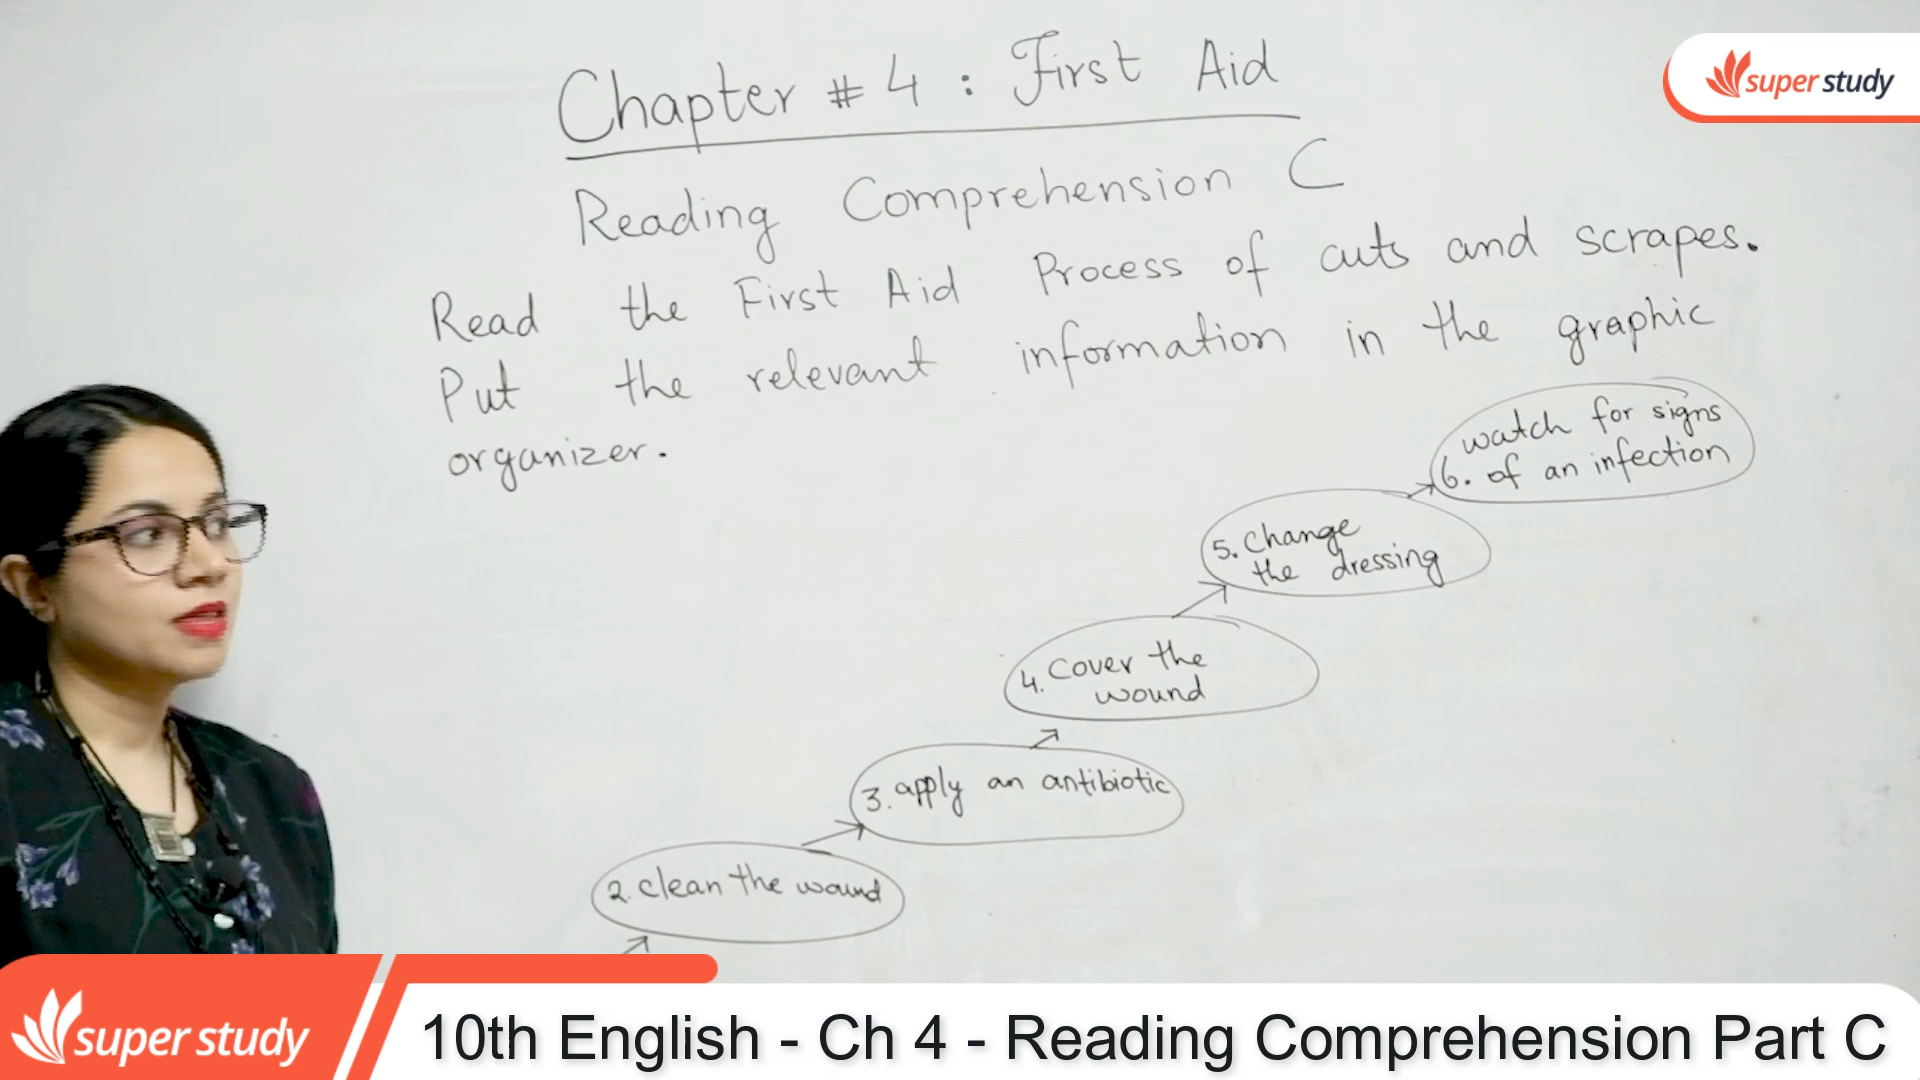 Chapter # 4 : First Aid
super study
Reading Comprehension C
Read the First Aid Process of cuts and scrapes.
Put the relevant information in the graphic
organizer.
watch for signs
6. of an infection
5. Change
the dressing
4. Cover the
wound
3. apply an antibiotic
2. clean the wound
super study
10th English - Ch 4 - Reading Comprehension Part C